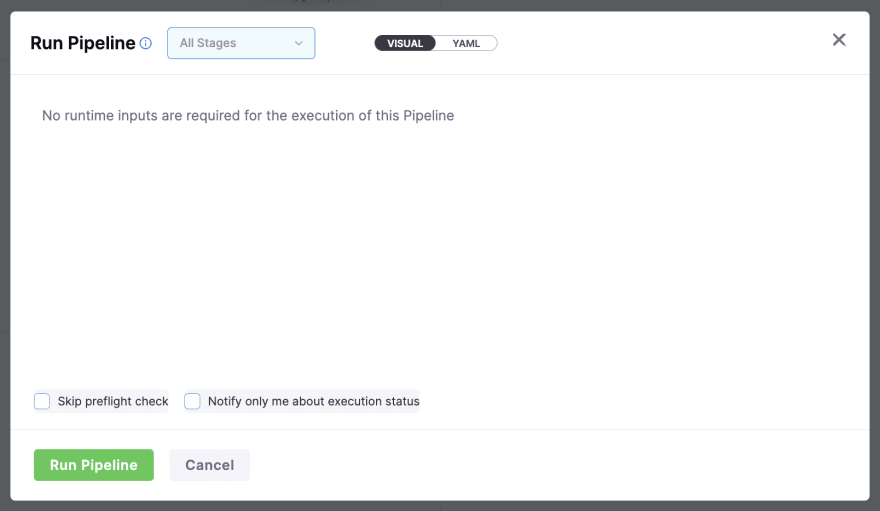 Run Pipeline
All Stages
VISUAL
YAML
No runtime inputs are required for the execution of this Pipeline
Skip preflight check
Notify only me about execution status
Run Pipeline
Cancel